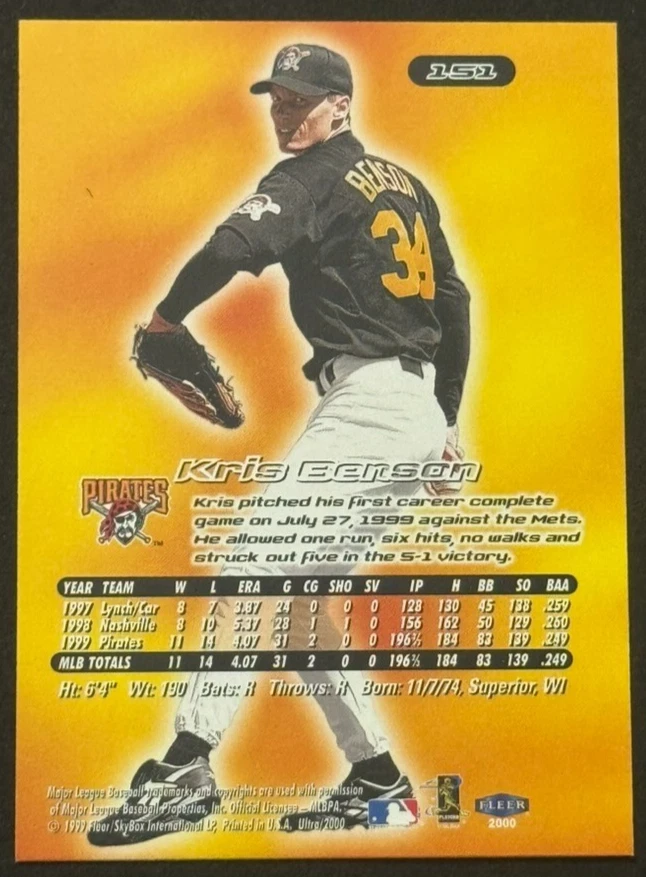 151
BENSON
34
Kris Benson
PIRATES
TM
Kris pitched his first career complete
game on July 27, 1999 against the Mets.
He allowed one run, six hits, no walks and
struck out five in the 5-1 victory.
YEAR TEAM W L ERA G CG SHO SV IP H BB SO BAA
1997 Lynch/Car 8 7 3.87 24 0 0 0 128 130 45 138 .259
1998 Nashville 8 10 5.37 28 1 1 0 156 162 50 129 .260
1999 Pirates 11 14 4.07 31 2 0 0 196⅔ 184 83 139 .249
MLB TOTALS 11 14 4.07 31 2 0 0 196⅔ 184 83 139 .249
Ht: 6'4" Wt: 190 Bats: R Throws: R Born: 11/7/74, Superior, WI
Major League Baseball trademarks and copyrights are used with permission
of Major League Baseball Properties, Inc. Official Licensee – MLBPA.
© 1999 Fleer/SkyBox International LP, Printed in U.S.A. Ultra/2000
PLAYERS
FLEER
2000